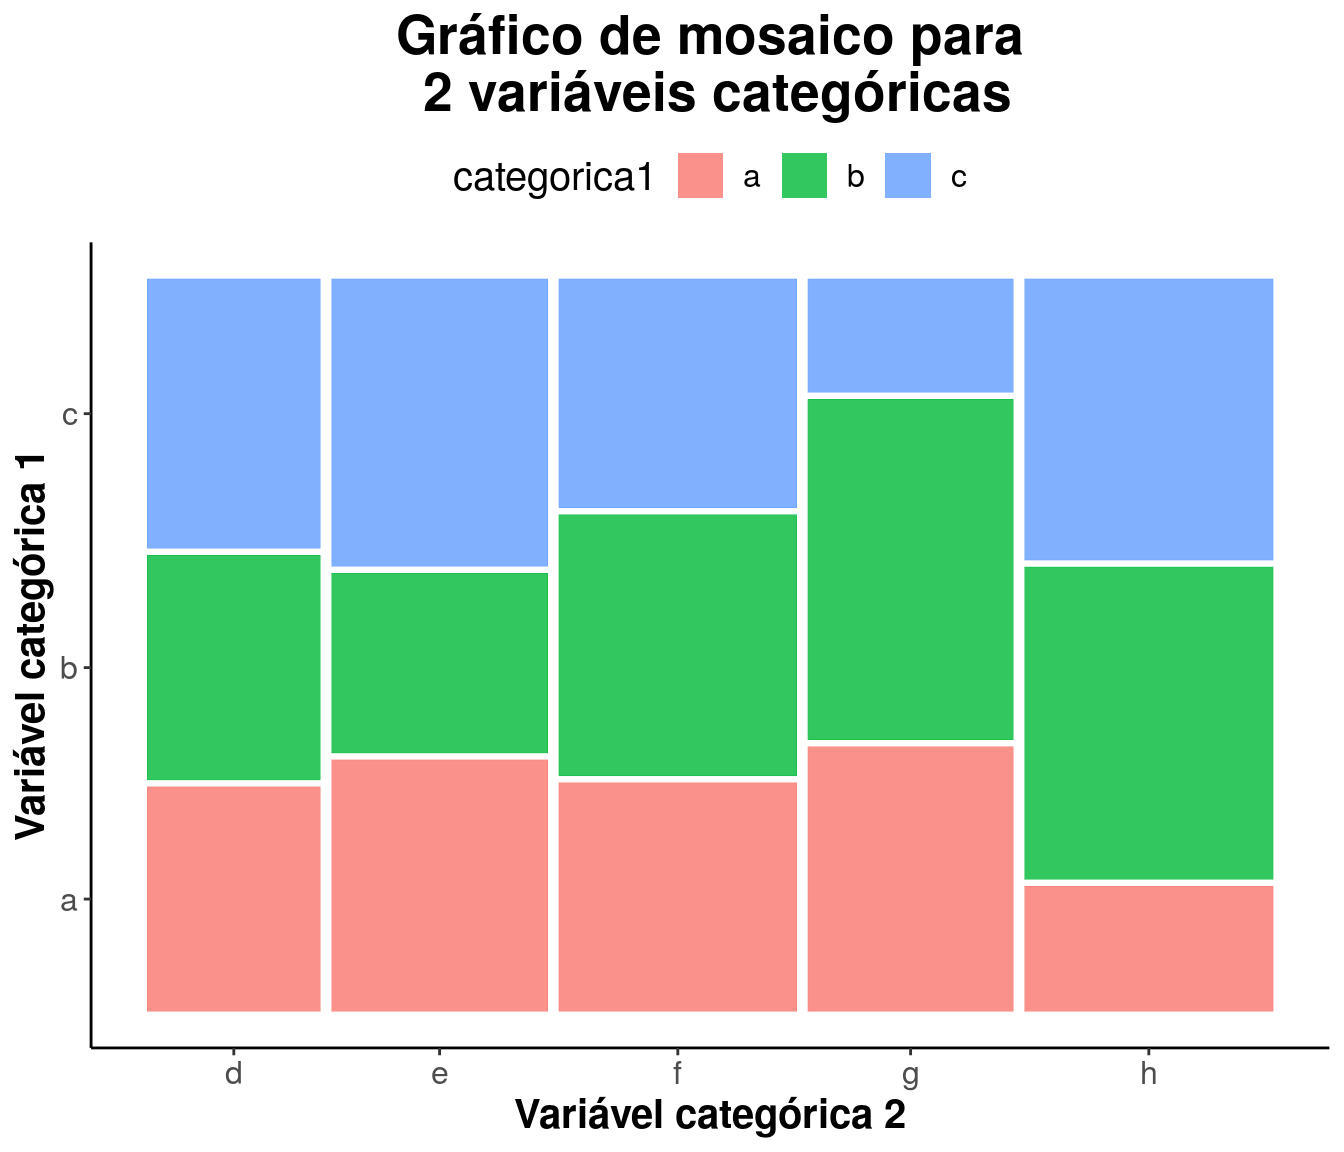 Gráfico de mosaico para
2 variáveis categóricas
categorica1 a b c
Variável categórica 1
c
b
a
d e f g h
Variável categórica 2